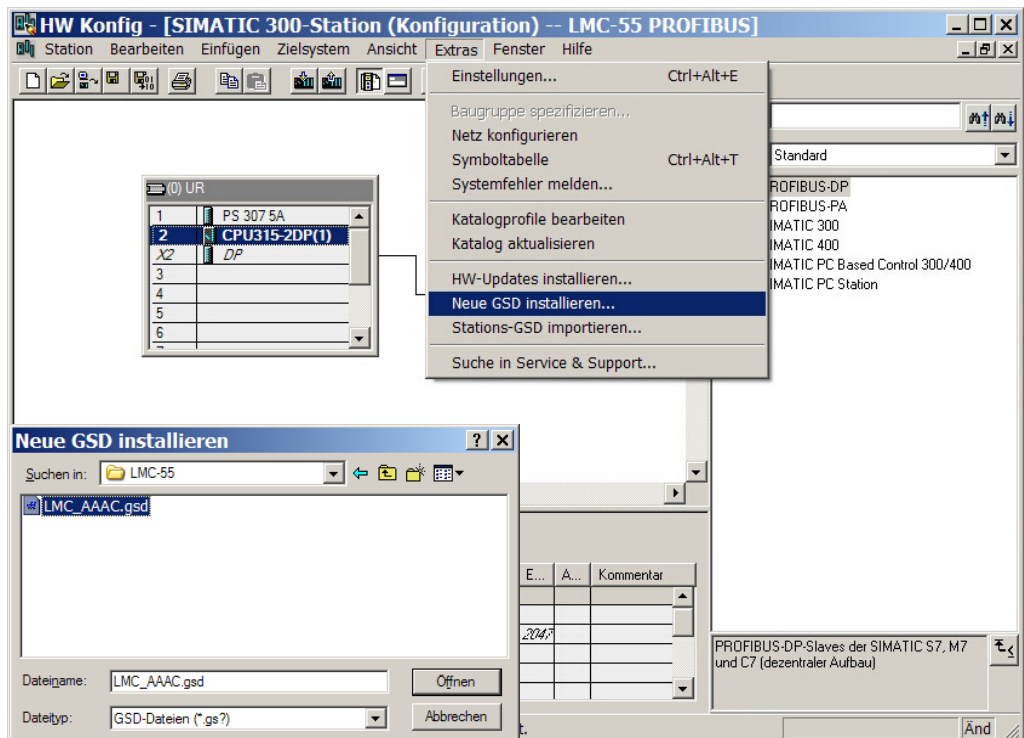 HW Konfig - [SIMATIC 300-Station (Konfiguration) -- LMC-55 PROFIBUS]
Station Bearbeiten Einfügen Zielsystem Ansicht Extras Fenster Hilfe
Einstellungen... Ctrl+Alt+E
Baugruppe spezifizieren...
Netz konfigurieren
Symboltabelle Ctrl+Alt+T
Systemfehler melden...
Katalogprofile bearbeiten
Katalog aktualisieren
HW-Updates installieren...
Neue GSD installieren...
Stations-GSD importieren...
Suche in Service & Support...
(0) UR
1 PS 307 5A
2 CPU315-2DP(1)
X2 DP
3
4
5
6
Standard
ROFIBUS-DP
ROFIBUS-PA
IMATIC 300
IMATIC 400
IMATIC PC Based Control 300/400
IMATIC PC Station
Neue GSD installieren
Suchen in: LMC-55
LMC_AAAC.gsd
Dateiname: LMC_AAAC.gsd Öffnen
Dateityp: GSD-Dateien (*.gs?) Abbrechen
E... A... Kommentar
2047
PROFIBUS-DP-Slaves der SIMATIC S7, M7
und C7 (dezentraler Aufbau)
t.
Änd